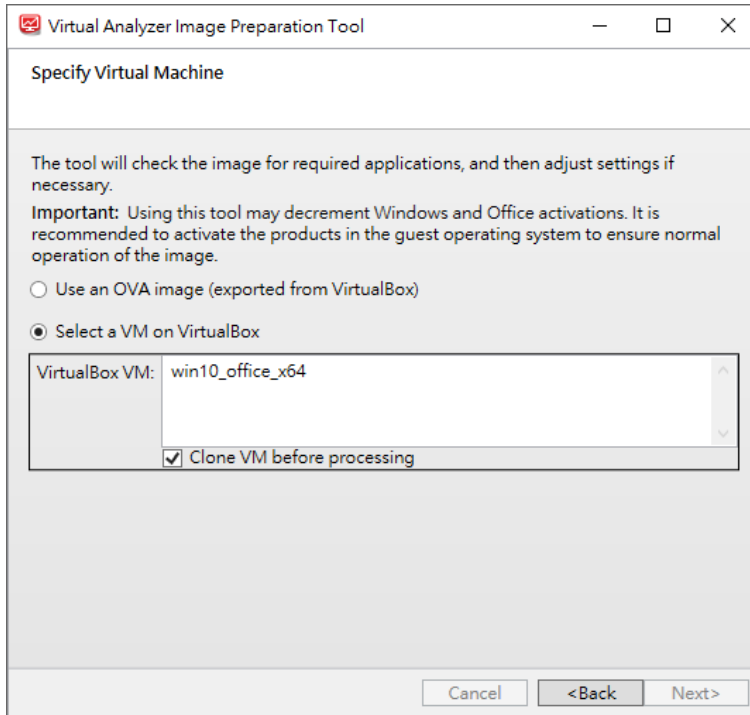 Virtual Analyzer Image Preparation Tool
Specify Virtual Machine
The tool will check the image for required applications, and then adjust settings if
necessary.
Important: Using this tool may decrement Windows and Office activations. It is
recommended to activate the products in the guest operating system to ensure normal
operation of the image.
Use an OVA image (exported from VirtualBox)
Select a VM on VirtualBox
VirtualBox VM: win10_office_x64
Clone VM before processing
Cancel <Back Next>